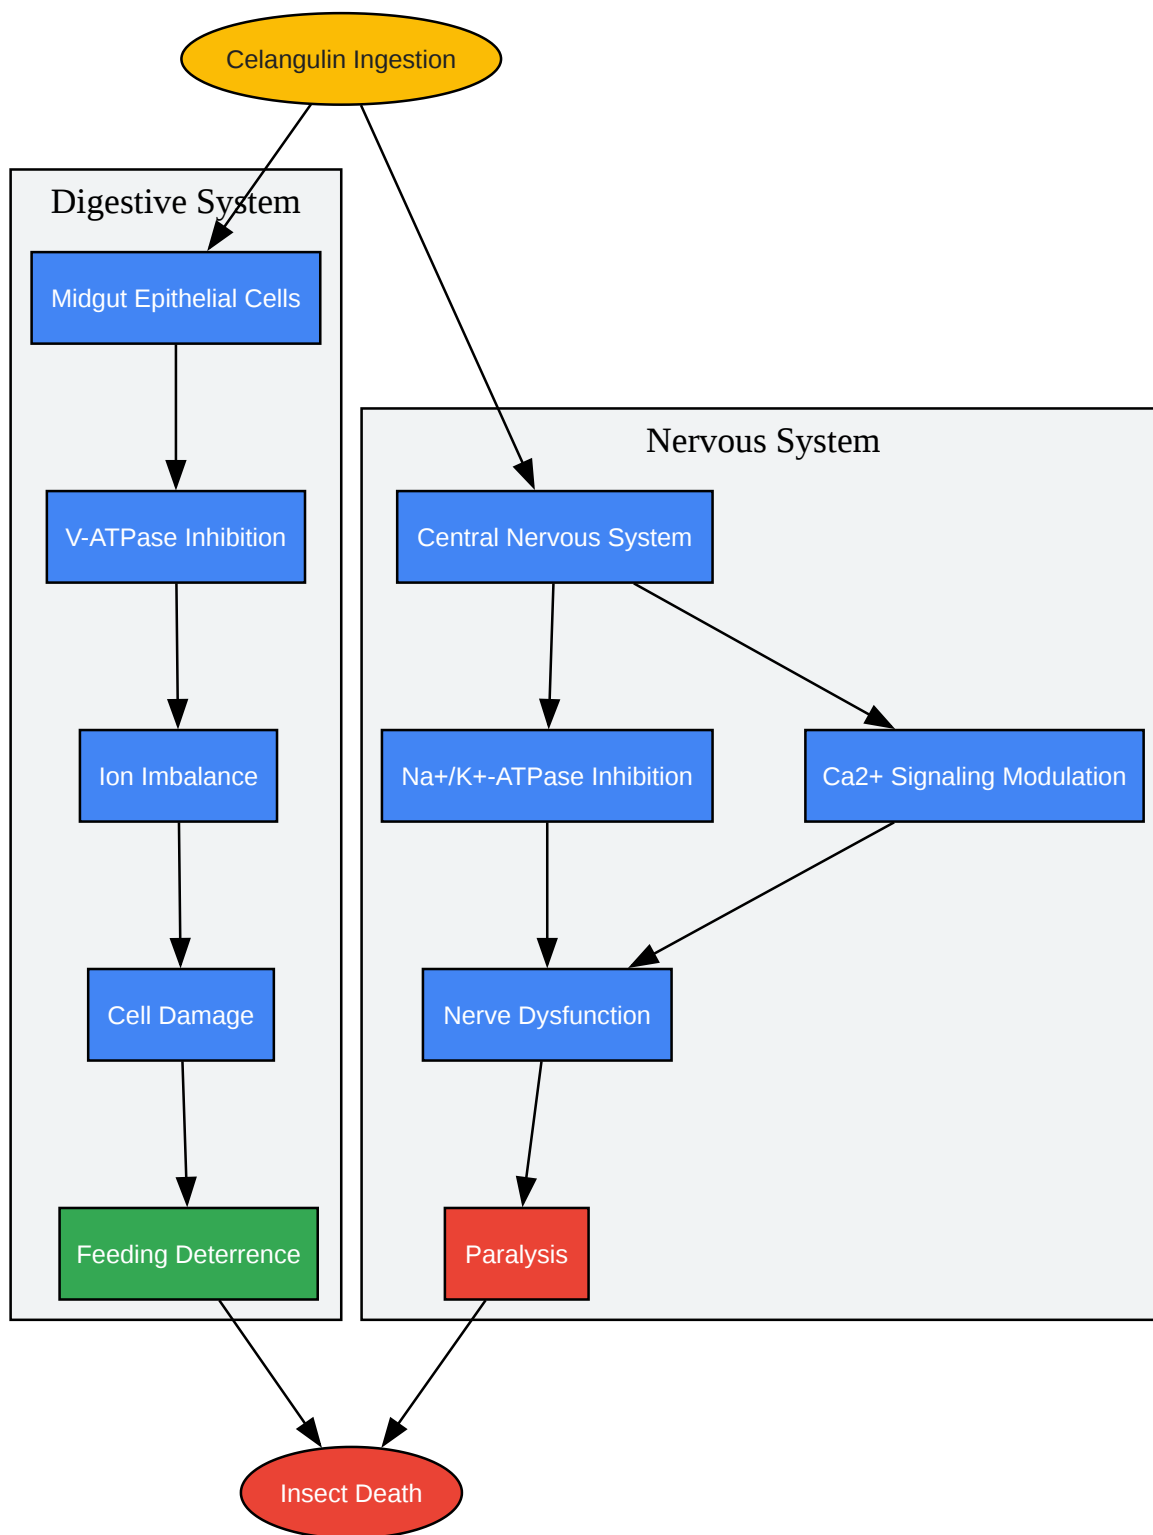 Celangulin Ingestion
Digestive System
Midgut Epithelial Cells
Nervous System
V-ATPase Inhibition
Central Nervous System
Ion Imbalance
Na+/K+-ATPase Inhibition
Ca2+ Signaling Modulation
Cell Damage
Nerve Dysfunction
Feeding Deterrence
Paralysis
Insect Death